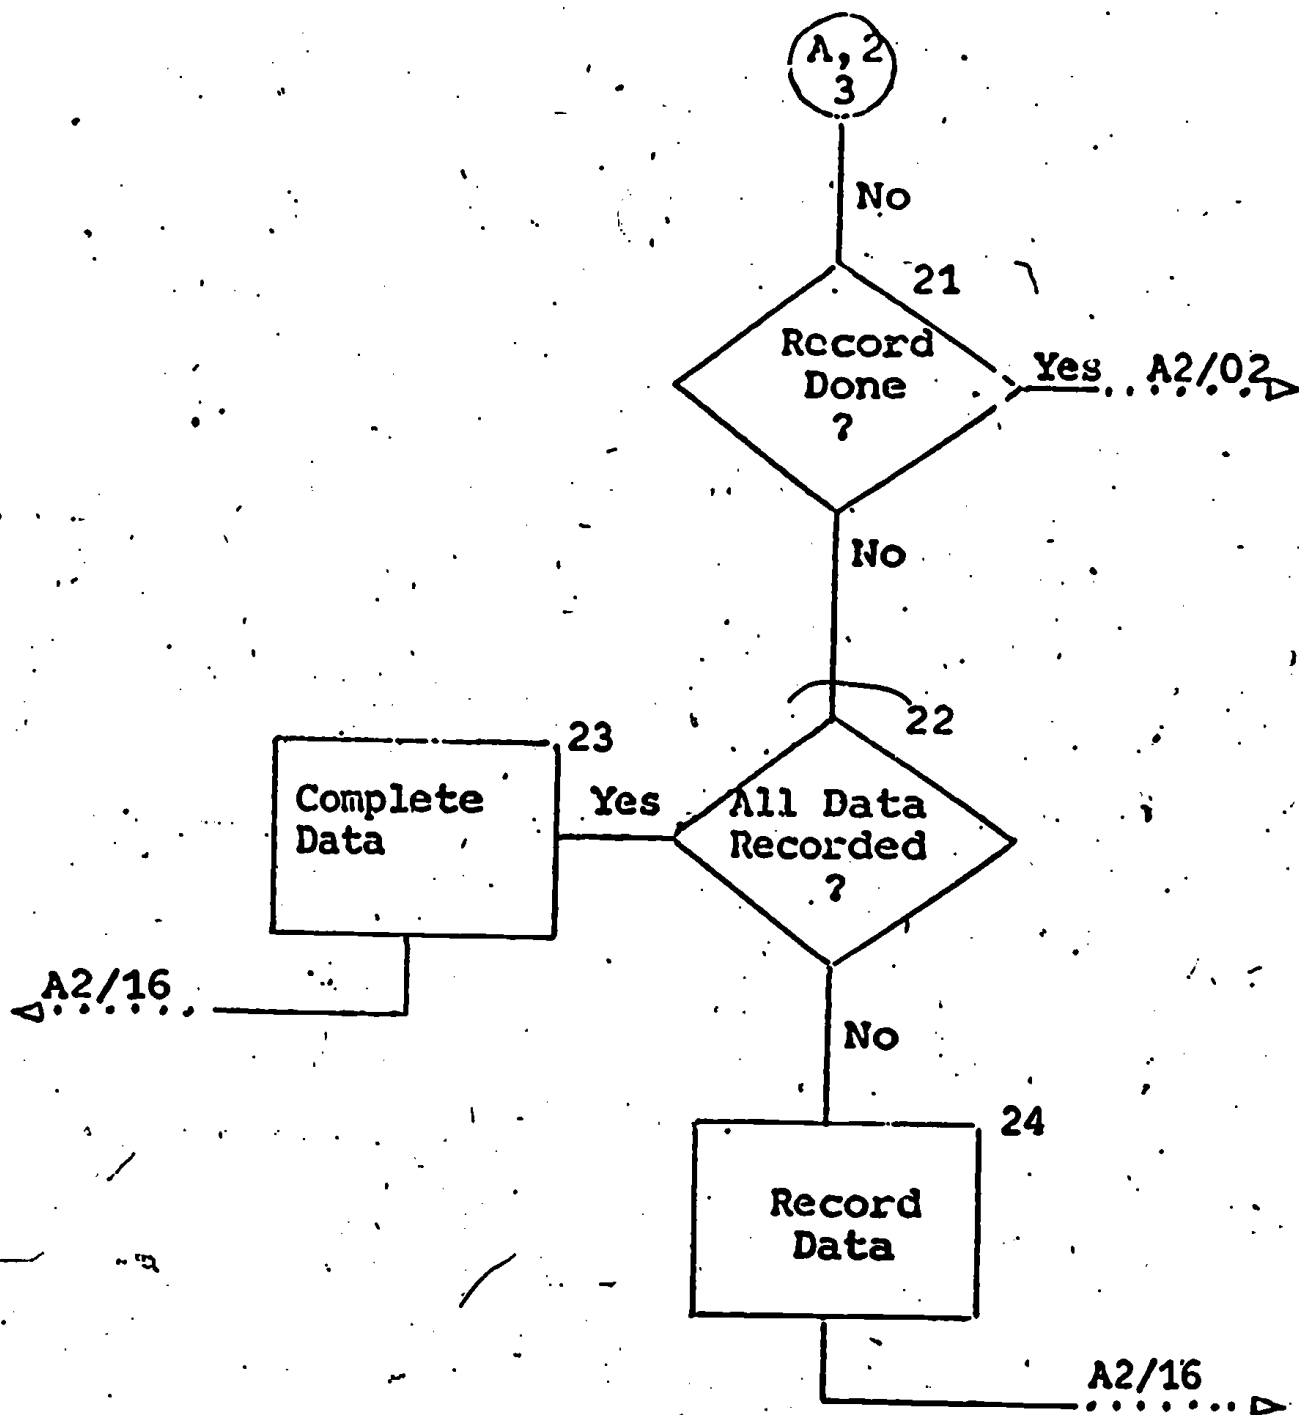 A,2
3
No
21
Record
Done
?
Yes A2/02
No
22
23
Complete
Data
Yes
All Data
Recorded
?
A2/16
No
24
Record
Data
A2/16